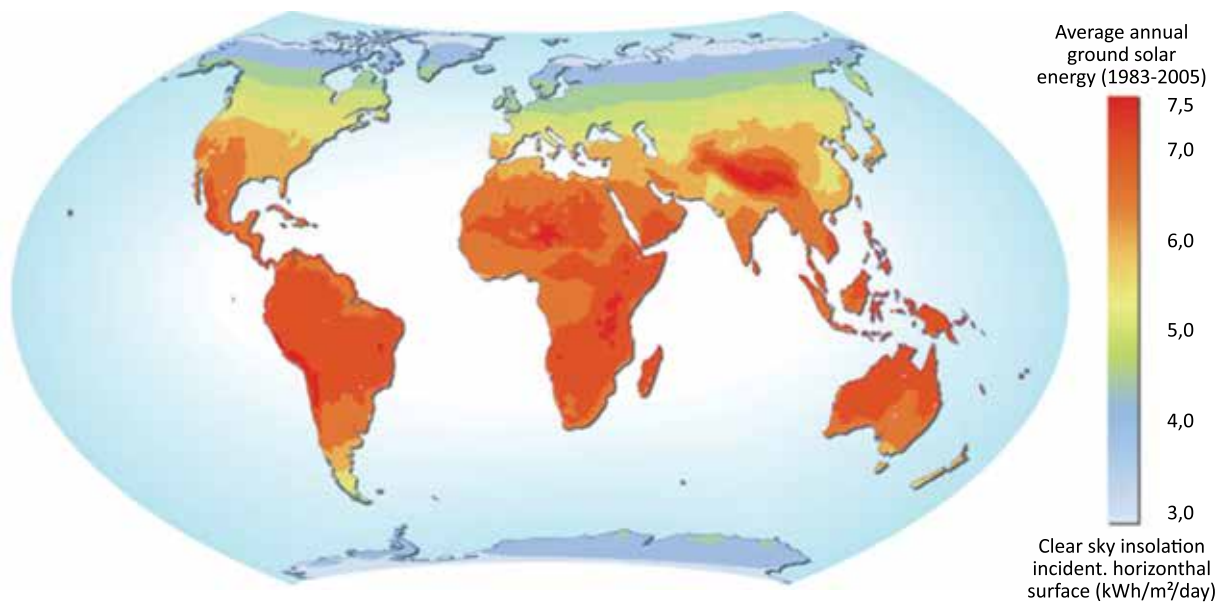 Average annual
ground solar
energy (1983-2005)
7,5
7,0
6,0
5,0
4,0
3,0
Clear sky insolation
incident. horizonthal
surface (kWh/m²/day)